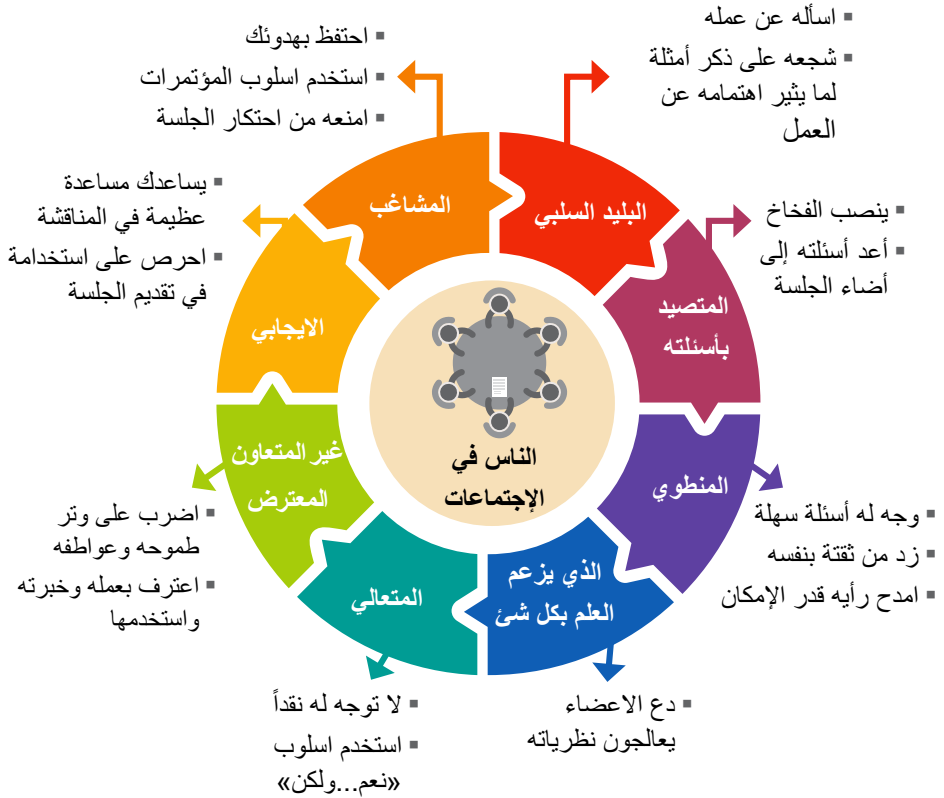 اسأله عن عمله
شجعه على ذكر أمثلة
لما يثير اهتمامه عن
العمل
احتفظ بهدوئك
استخدم اسلوب المؤتمرات
امنعه من احتكار الجلسة
البليد السلبي
المشاغب
ينصب الفخاخ
أعد أسئلته إلى
أضاء الجلسة
يساعدك مساعدة
عظيمة في المناقشة
احرص على استخدامة
في تقديم الجلسة
المتصيد
بأسئلته
الايجابي
الناس في
الإجتماعات
المنطوي
غير المتعاون
المعترض
وجه له أسئلة سهلة
زد من ثقتة بنفسه
امدح رأيه قدر الإمكان
اضرب على وتر
طموحه وعواطفه
اعترف بعمله وخبرته
واستخدمها
الذي يزعم
العلم بكل شئ
المتعالي
دع الاعضاء
يعالجون نظرياته
لا توجه له نقداً
استخدم اسلوب
«نعم...ولكن»